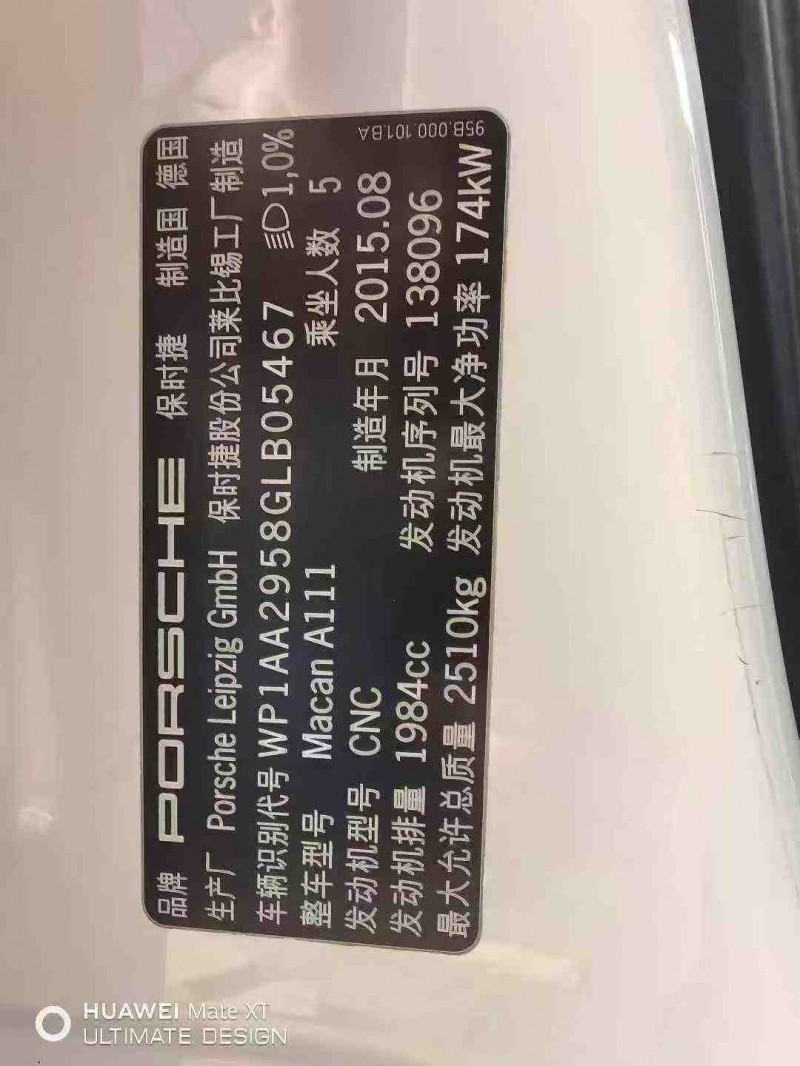 品牌 PORSCHE 保时捷 制造国 德国
生产厂 Porsche Leipzig GmbH 保时捷股份公司莱比锡工厂制造
车辆识别代号 WP1AA2958GLB05467 1,0%
整车型号 Macan A111 乘坐人数 5
发动机型号 CNC 制造年月 2015.08
发动机排量 1984cc 发动机序列号 138096
最大允许总质量 2510kg 发动机最大净功率 174kW
95B.000.101.BA
HUAWEI Mate XT
ULTIMATE DESIGN